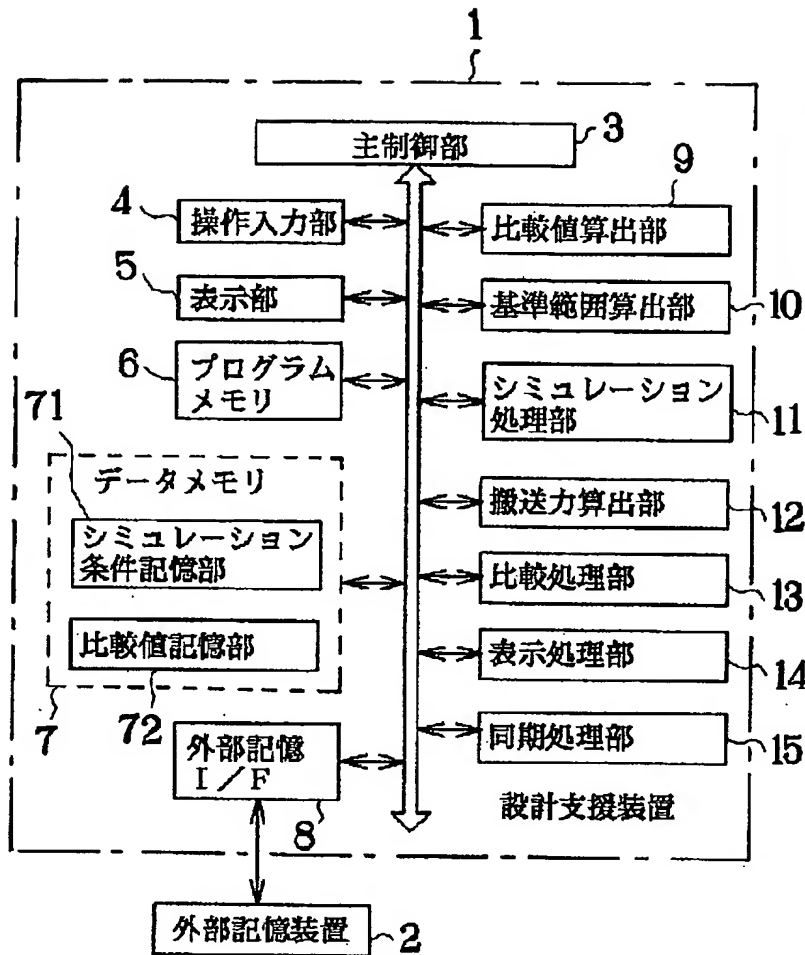 1
主制御部
3
4
操作入力部
5
表示部
6
プログラム
メモリ
71
データメモリ
シミュレーション
条件記憶部
比較値記憶部
7
72
外部記憶
I/F
8
9
比較値算出部
基準範囲算出部
10
シミュレーション
処理部
11
搬送力算出部
12
比較処理部
13
表示処理部
14
同期処理部
15
設計支援装置
外部記憶装置
2